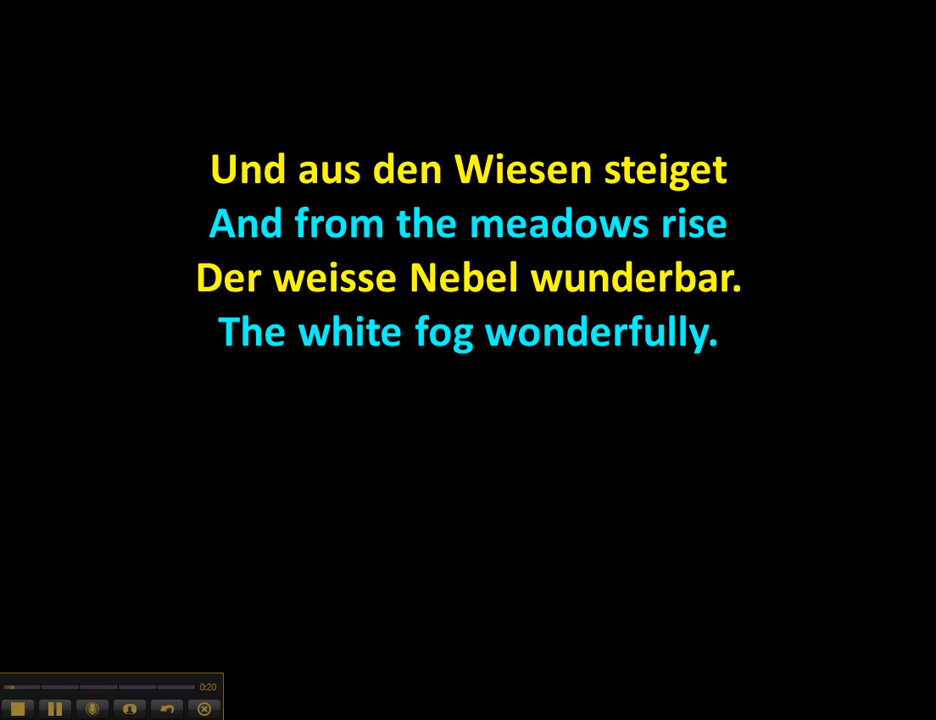 Und aus den Wiesen steiget
And from the meadows rise
Der weisse Nebel wunderbar.
The white fog wonderfully.
0:20